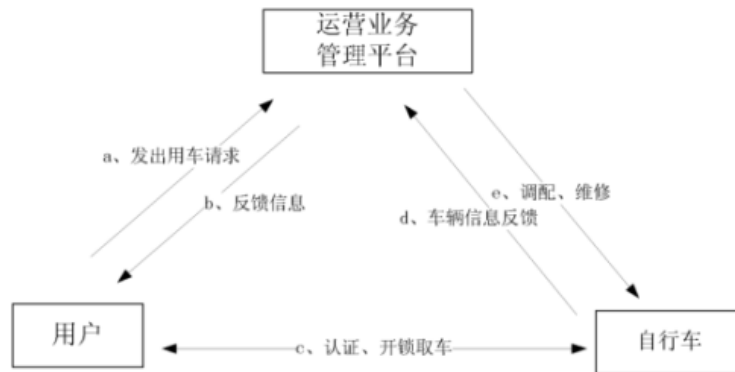 运营业务
管理平台
a、发出用车请求
b、反馈信息
e、调配、维修
d、车辆信息反馈
用户
c、认证、开锁取车
自行车